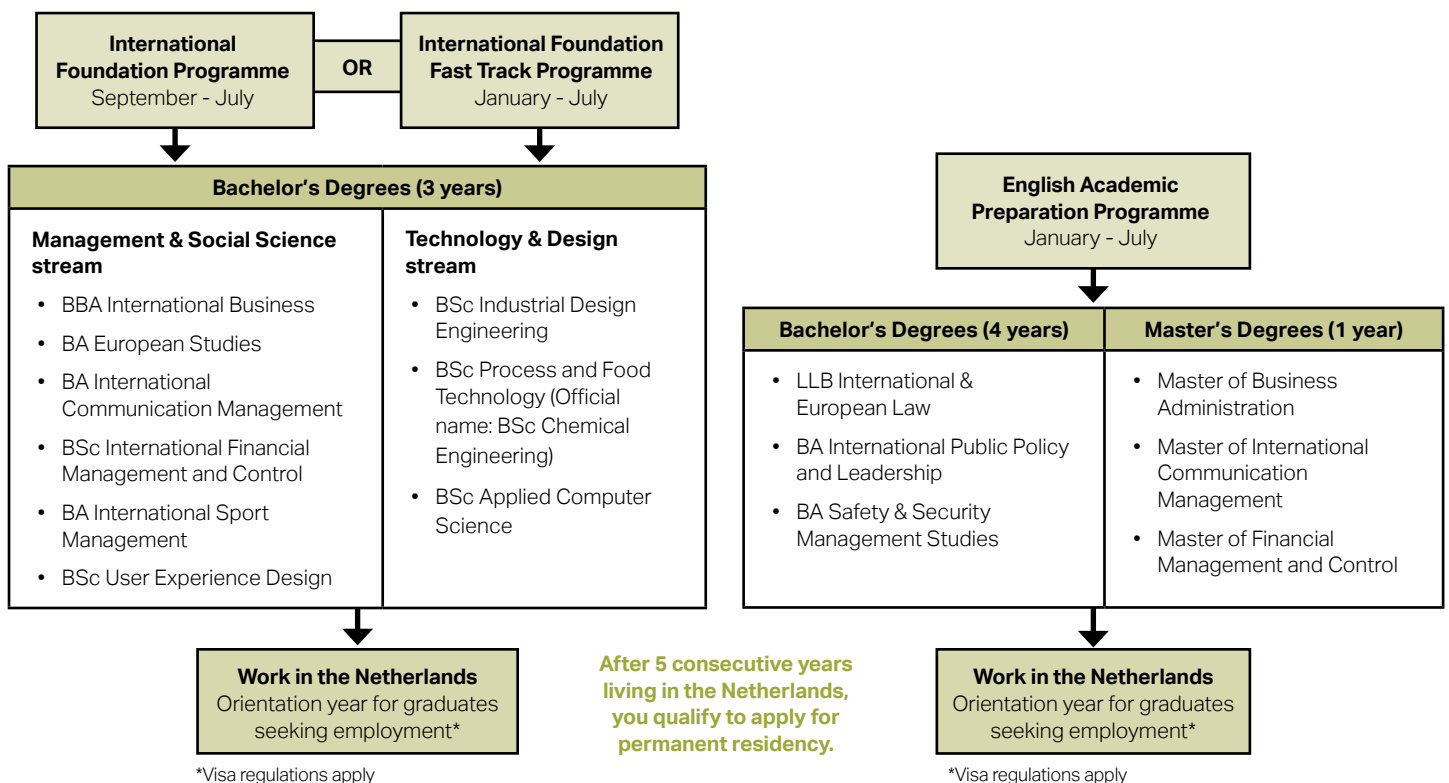 International
Foundation Programme
September - July
OR
International Foundation
Fast Track Programme
January - July
Bachelor's Degrees (3 years)
Management & Social Science
stream
• BBA International Business
• BA European Studies
• BA International
Communication Management
• BSc International Financial
Management and Control
• BA International Sport
Management
• BSc User Experience Design
Technology & Design
stream
• BSc Industrial Design
Engineering
• BSc Process and Food
Technology (Official
name: BSc Chemical
Engineering)
• BSc Applied Computer
Science
Work in the Netherlands
Orientation year for graduates
seeking employment*
*Visa regulations apply
After 5 consecutive years
living in the Netherlands,
you qualify to apply for
permanent residency.
English Academic
Preparation Programme
January - July
Bachelor's Degrees (4 years)
• LLB International &
European Law
• BA International Public Policy
and Leadership
• BA Safety & Security
Management Studies
Master's Degrees (1 year)
• Master of Business
Administration
• Master of International
Communication
Management
• Master of Financial
Management and Control
Work in the Netherlands
Orientation year for graduates
seeking employment*
*Visa regulations apply